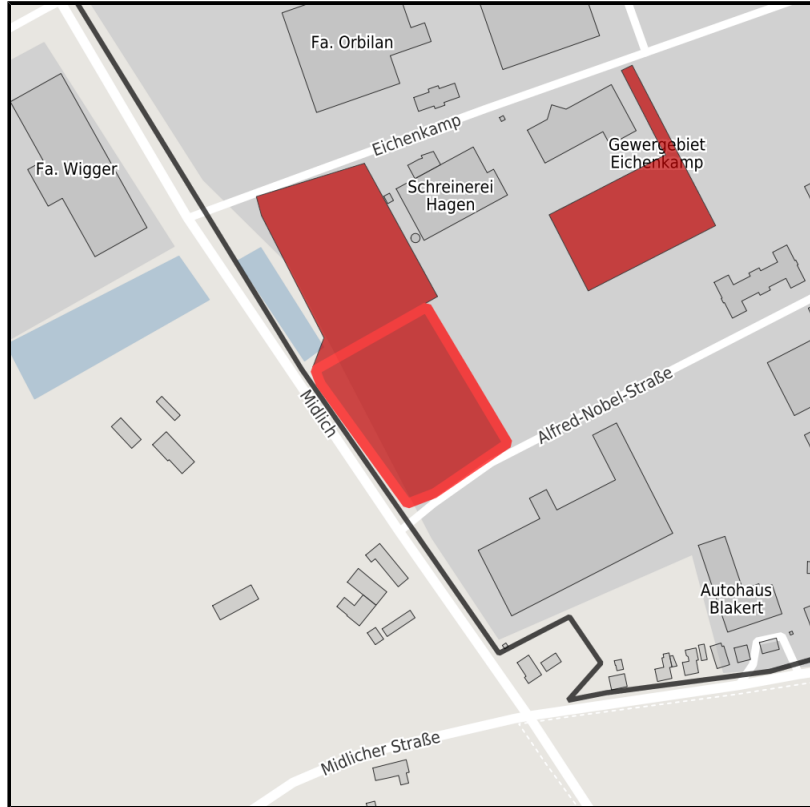 Fa. Orbilan
Eichenkamp
Gewergebiet
Eichenkamp
Fa. Wigger
Schreinerei
Hagen
Midlich
Alfred-Nobel-Straße
Autohaus
Blakert
Midlicher Straße